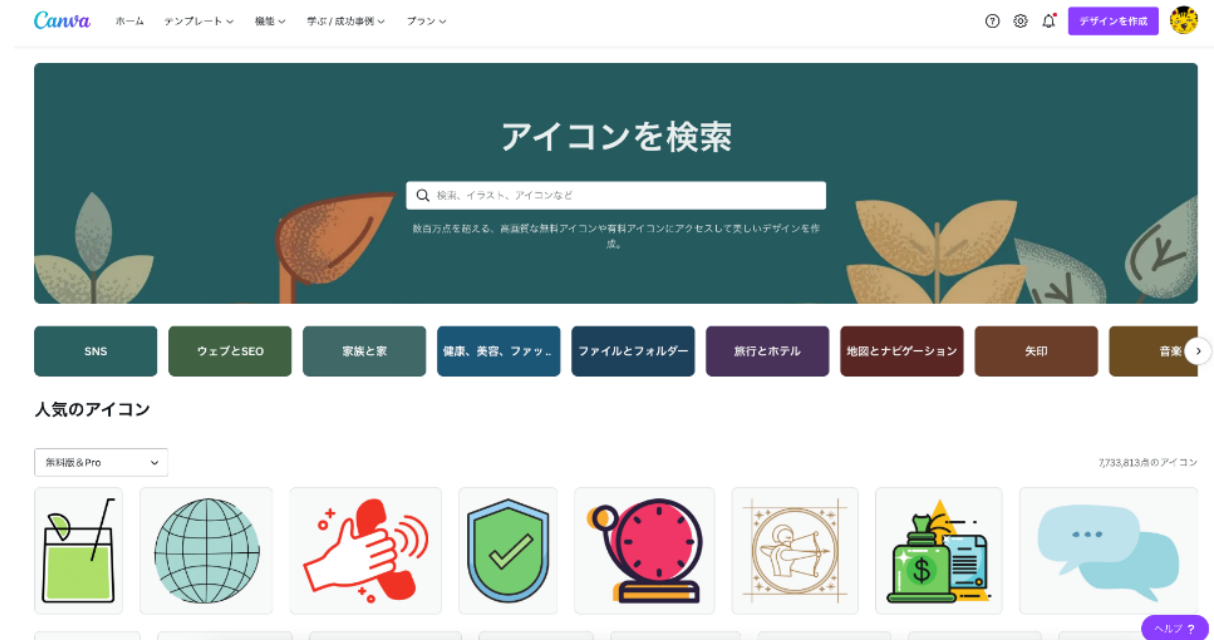 Canva ホーム テンプレート 機能 学ぶ / 成功事例 プラン デザインを作成
アイコンを検索
検索、イラスト、アイコンなど
数百万点を超える、高画質な無料アイコンや有料アイコンにアクセスして美しいデザインを作
成。
SNS ウェブとSEO 家族と家 健康、美容、ファッ... ファイルとフォルダー 旅行とホテル 地図とナビゲーション 矢印 音楽
人気のアイコン
無料版&Pro 7,733,813点のアイコン
$
ヘルプ ?